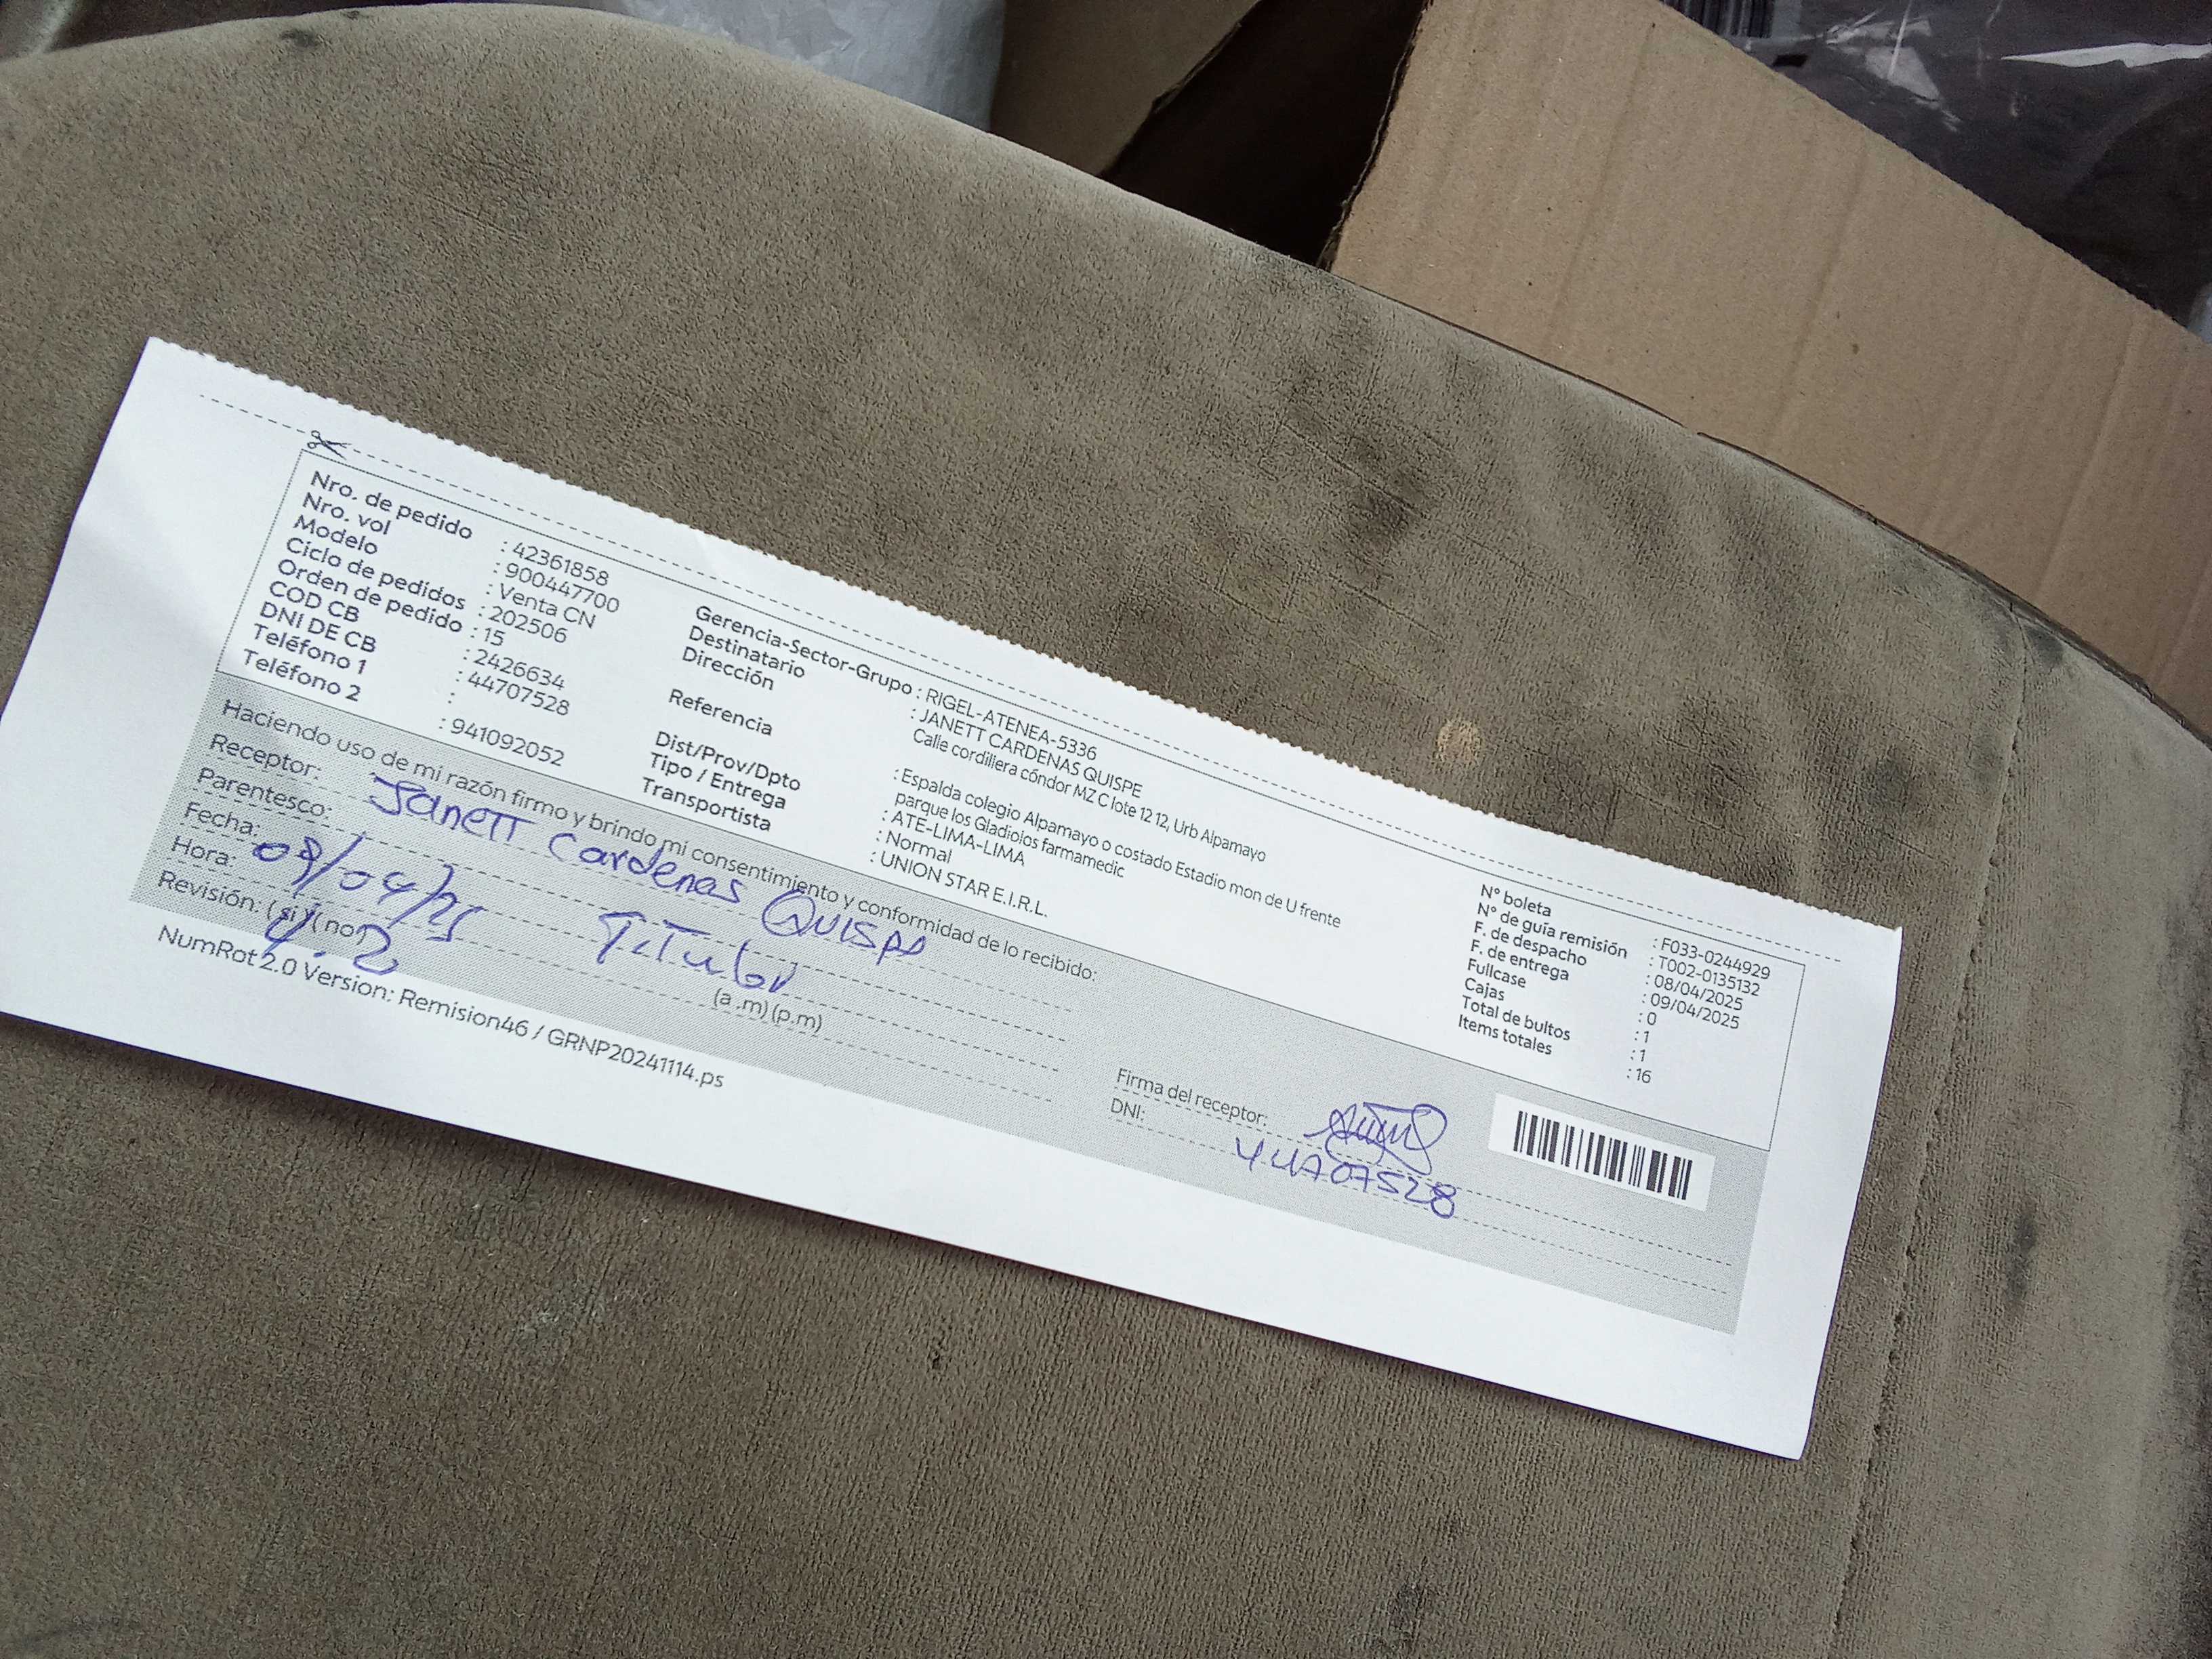 Nro. de pedido : 42361858
Nro. vol : 900447700
Modelo : Venta CN
Ciclo de pedidos : 202506
Orden de pedido : 15
COD CB : 2426634
DNI DE CB : 44707528
Teléfono 1 :
Teléfono 2 : 941092052
Gerencia-Sector-Grupo : RIGEL-ATENEA-5336
Destinatario : JANETT CARDENAS QUISPE
Dirección Calle cordillera cóndor MZ C lote 12 12, Urb Alpamayo
Referencia : Espalda colegio Alpamayo o costado Estadio mon de U frente
parque los Gladiolos farmamedic
Dist/Prov/Dpto : ATE-LIMA-LIMA
Tipo / Entrega : Normal
Transportista : UNION STAR E.I.R.L.
N° boleta : F033-0244929
N° de guía remisión : T002-0135132
F. de despacho : 08/04/2025
F. de entrega : 09/04/2025
Fullcase : 0
Cajas : 1
Total de bultos : 1
Items totales : 16
Haciendo uso de mi razón firmo y brindo mi consentimiento y conformidad de lo recibido:
Receptor: Janett Cardenas Quispe
Parentesco: T.Tular
Fecha: 09/04/25
Hora: (a .m) (p.m)
Revisión: (si) (no)
Firma del receptor:
DNI: 44707528
NumRot2.0 Version: Remision46 / GRNP20241114.ps